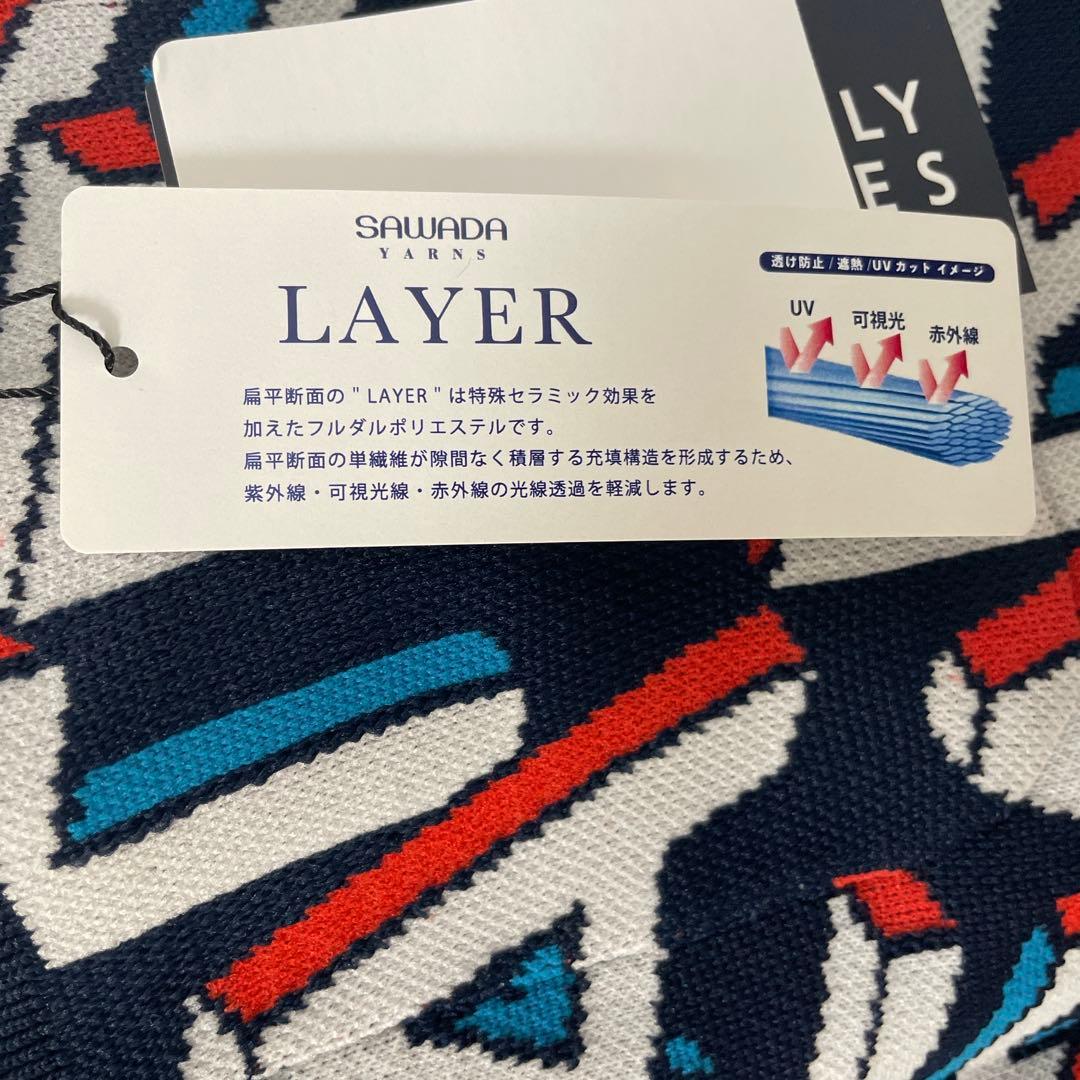 LY
ES
SAWADA
YARNS
LAYER
扁平断面の " LAYER " は特殊セラミック効果を
加えたフルダルポリエステルです。
扁平断面の単繊維が隙間なく積層する充填構造を形成するため、
紫外線・可視光線・赤外線の光線透過を軽減します。
透け防止 / 遮熱 /UV カット イメージ
UV
可視光
赤外線